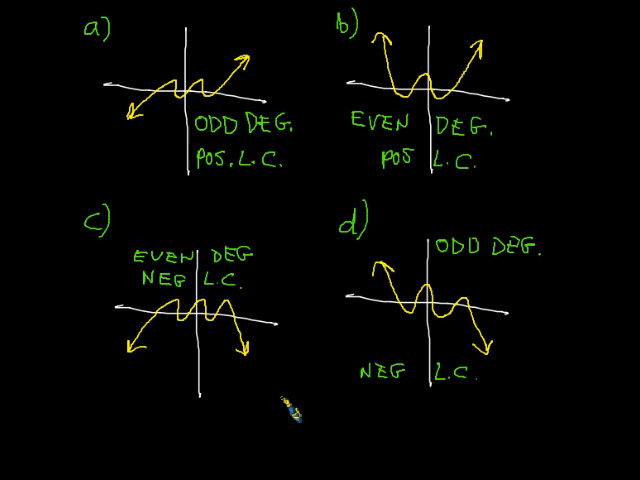 a)
ODD DEG.
POS. L.C.
b)
EVEN DEG.
POS L.C.
c)
EVEN DEG
NEG L.C.
d)
ODD DEG.
NEG L.C.